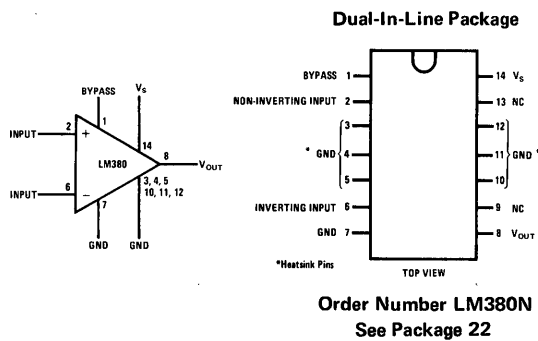 Dual-In-Line Package
BYPASS
VS
INPUT 2 +
1
14
LM380
8 VOUT
3, 4, 5
10, 11, 12
INPUT 6 −
7
GND GND
BYPASS 1
14 VS
NON-INVERTING INPUT 2
13 NC
3
12
* GND 4
11 GND *
5
10
INVERTING INPUT 6
9 NC
GND 7
8 VOUT
*Heatsink Pins
TOP VIEW
Order Number LM380N
See Package 22